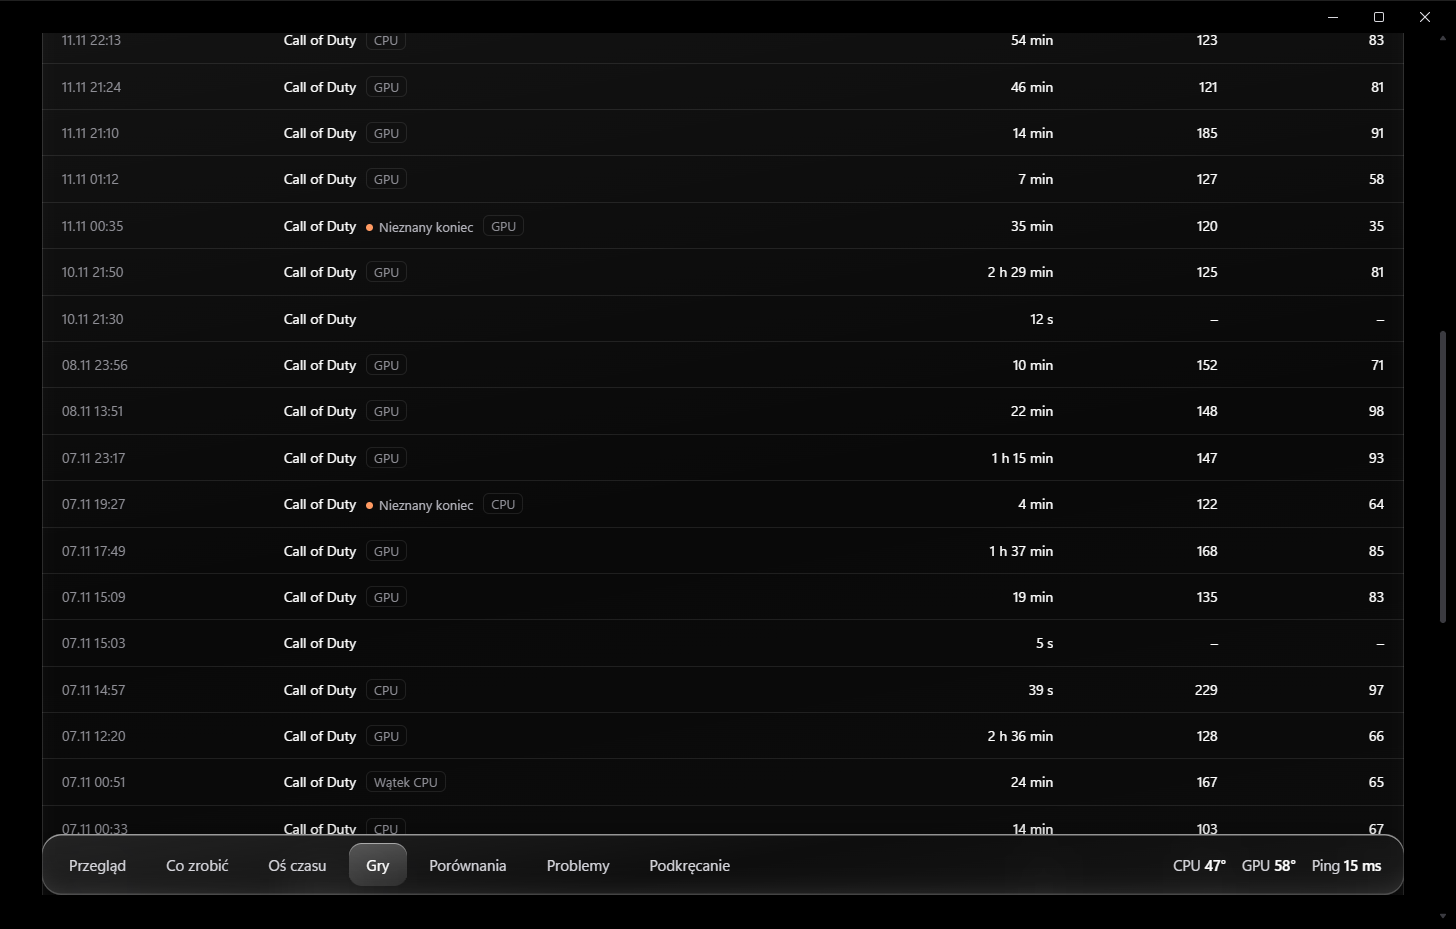 11.11 22:13 Call of Duty CPU 54 min 123 83
11.11 21:24 Call of Duty GPU 46 min 121 81
11.11 21:10 Call of Duty GPU 14 min 185 91
11.11 01:12 Call of Duty GPU 7 min 127 58
11.11 00:35 Call of Duty Nieznany koniec GPU 35 min 120 35
10.11 21:50 Call of Duty GPU 2 h 29 min 125 81
10.11 21:30 Call of Duty 12 s – –
08.11 23:56 Call of Duty GPU 10 min 152 71
08.11 13:51 Call of Duty GPU 22 min 148 98
07.11 23:17 Call of Duty GPU 1 h 15 min 147 93
07.11 19:27 Call of Duty Nieznany koniec CPU 4 min 122 64
07.11 17:49 Call of Duty GPU 1 h 37 min 168 85
07.11 15:09 Call of Duty GPU 19 min 135 83
07.11 15:03 Call of Duty 5 s – –
07.11 14:57 Call of Duty CPU 39 s 229 97
07.11 12:20 Call of Duty GPU 2 h 36 min 128 66
07.11 00:51 Call of Duty Wątek CPU 24 min 167 65
07.11 00:33 Call of Duty CPU 14 min 103 67
Przegląd Co zrobić Oś czasu Gry Porównania Problemy Podkręcanie CPU 47° GPU 58° Ping 15 ms